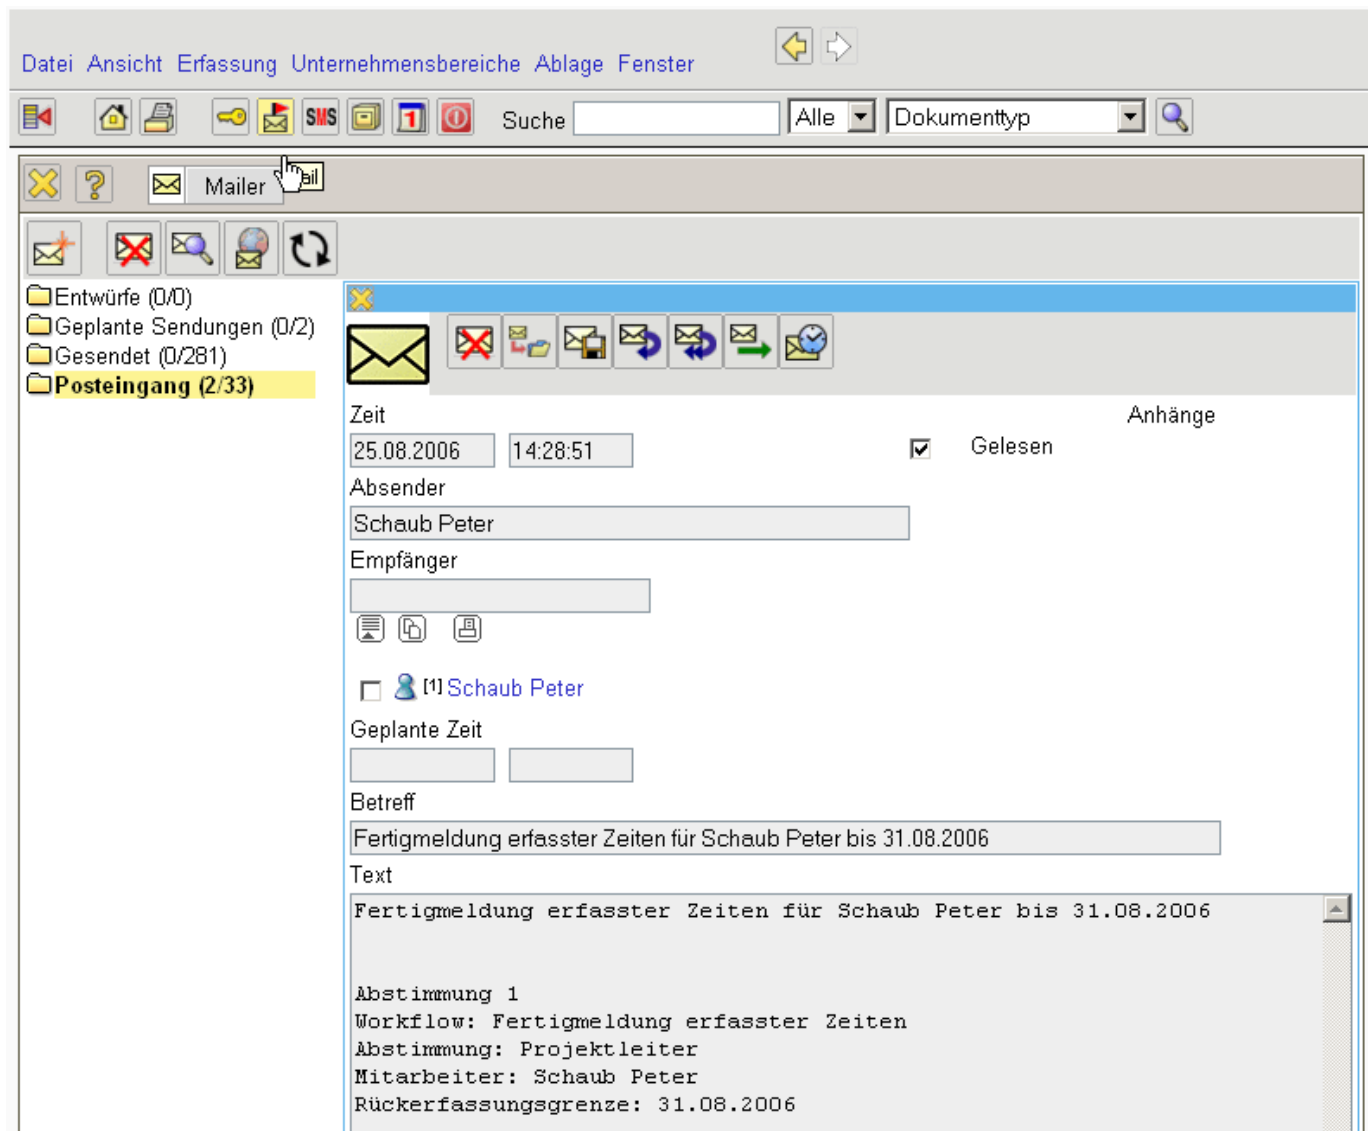 Datei Ansicht Erfassung Unternehmensbereiche Ablage Fenster
SMS 1 Suche Alle Dokumenttyp
? Mailer ail
Entwürfe (0/0)
Geplante Sendungen (0/2)
Gesendet (0/281)
Posteingang (2/33)
Zeit Anhänge
25.08.2006 14:28:51 Gelesen
Absender
Schaub Peter
Empfänger
[1] Schaub Peter
Geplante Zeit
Betreff
Fertigmeldung erfasster Zeiten für Schaub Peter bis 31.08.2006
Text
Fertigmeldung erfasster Zeiten für Schaub Peter bis 31.08.2006
Abstimmung 1
Workflow: Fertigmeldung erfasster Zeiten
Abstimmung: Projektleiter
Mitarbeiter: Schaub Peter
Rückerfassungsgrenze: 31.08.2006